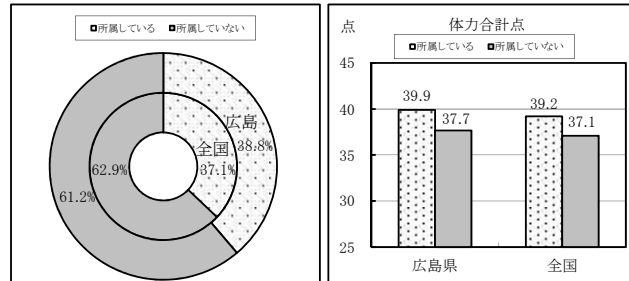 □所属している □所属していない
広島
38.8%
全国
37.1%
62.9%
61.2%
点 体力合計点
□所属している □所属していない
45
40
35
30
25
39.9
37.7
39.2
37.1
広島県 全国